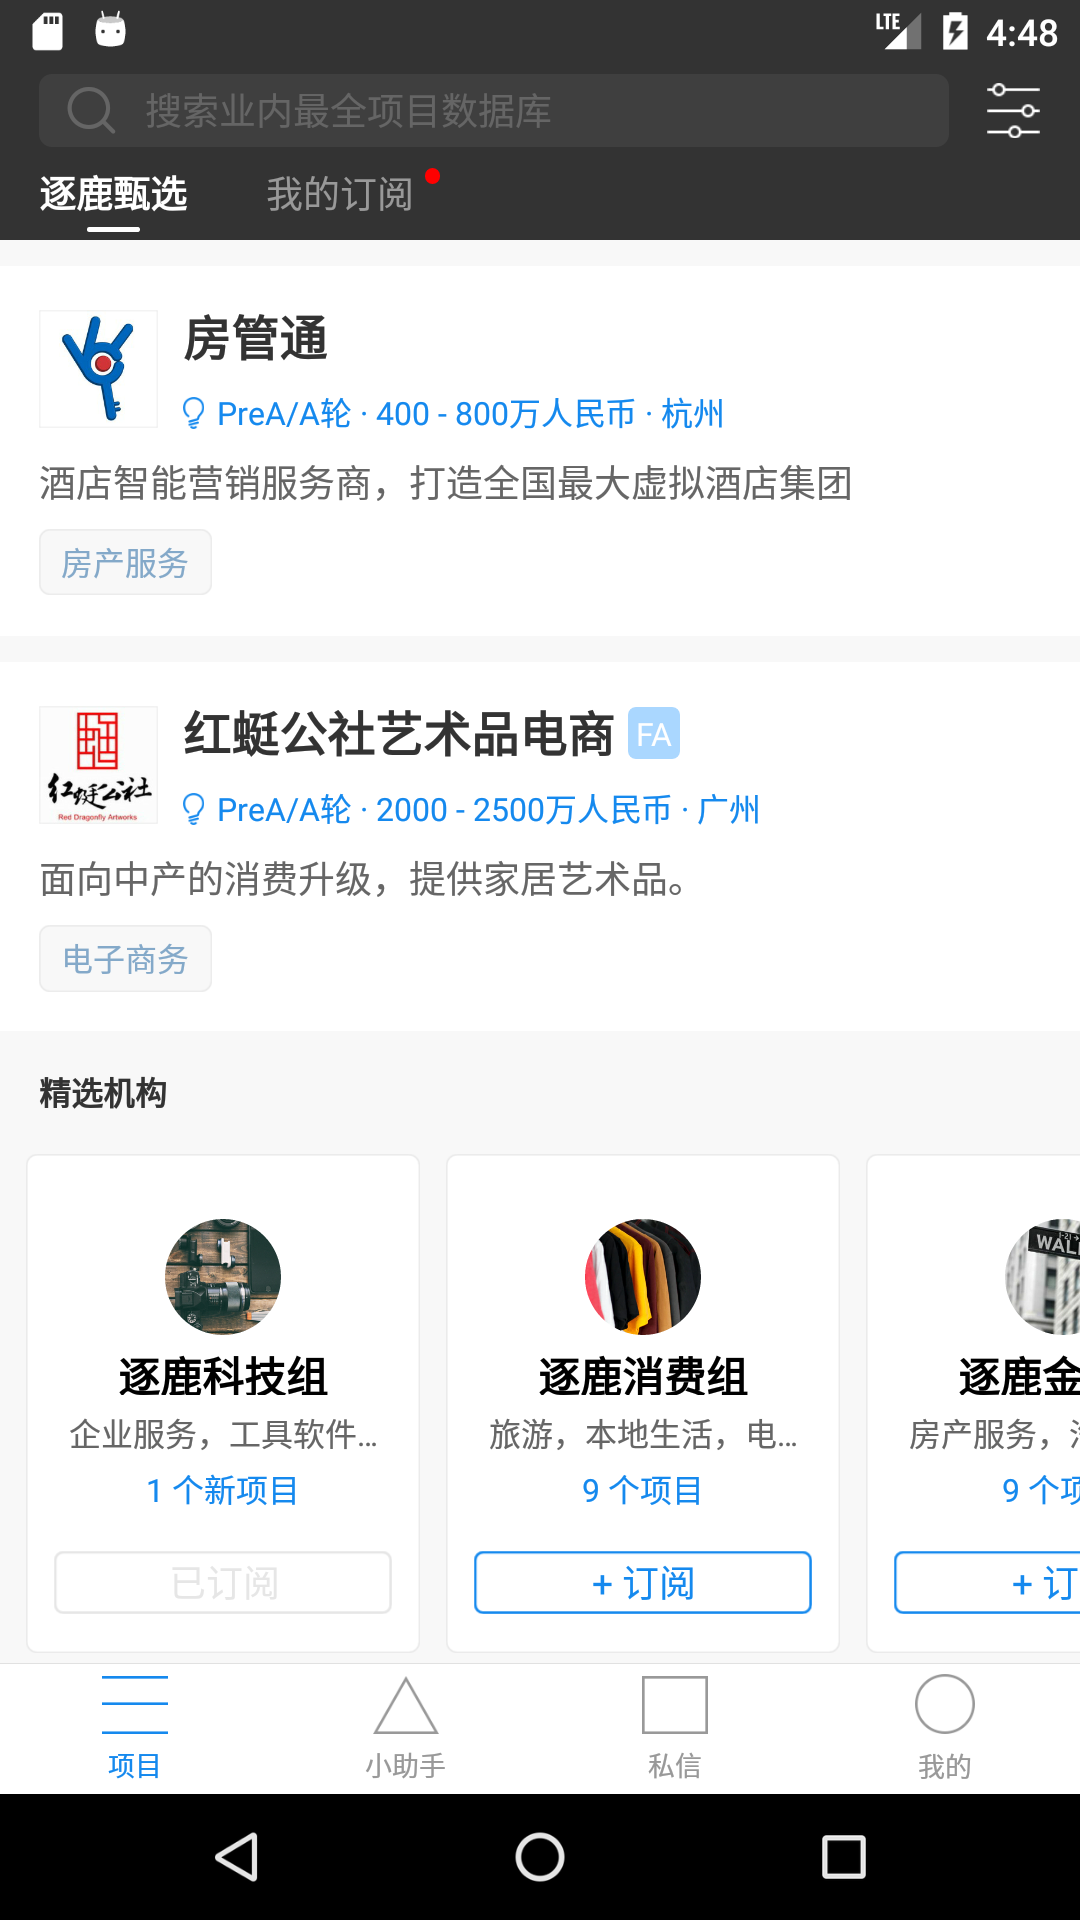 LTE 4:48
搜索业内最全项目数据库
逐鹿甄选 我的订阅
房管通
PreA/A轮 · 400 - 800万人民币 · 杭州
酒店智能营销服务商，打造全国最大虚拟酒店集团
房产服务
红蜓公社艺术品电商 FA
红蜓公社
Red Dragonfly Artworks
PreA/A轮 · 2000 - 2500万人民币 · 广州
面向中产的消费升级，提供家居艺术品。
电子商务
精选机构
逐鹿科技组
企业服务，工具软件...
1 个新项目
已订阅
逐鹿消费组
旅游，本地生活，电...
9 个项目
+ 订阅
WALL
逐鹿金
房产服务，
9 个项
+ 订
项目 小助手 私信 我的